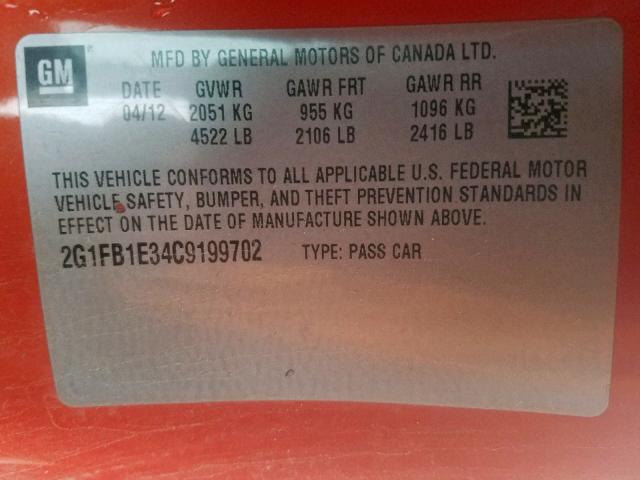 GM
MFD BY GENERAL MOTORS OF CANADA LTD.
DATE GVWR GAWR FRT GAWR RR
04/12 2051 KG 955 KG 1096 KG
4522 LB 2106 LB 2416 LB
THIS VEHICLE CONFORMS TO ALL APPLICABLE U.S. FEDERAL MOTOR
VEHICLE SAFETY, BUMPER, AND THEFT PREVENTION STANDARDS IN
EFFECT ON THE DATE OF MANUFACTURE SHOWN ABOVE.
2G1FB1E34C9199702 TYPE: PASS CAR